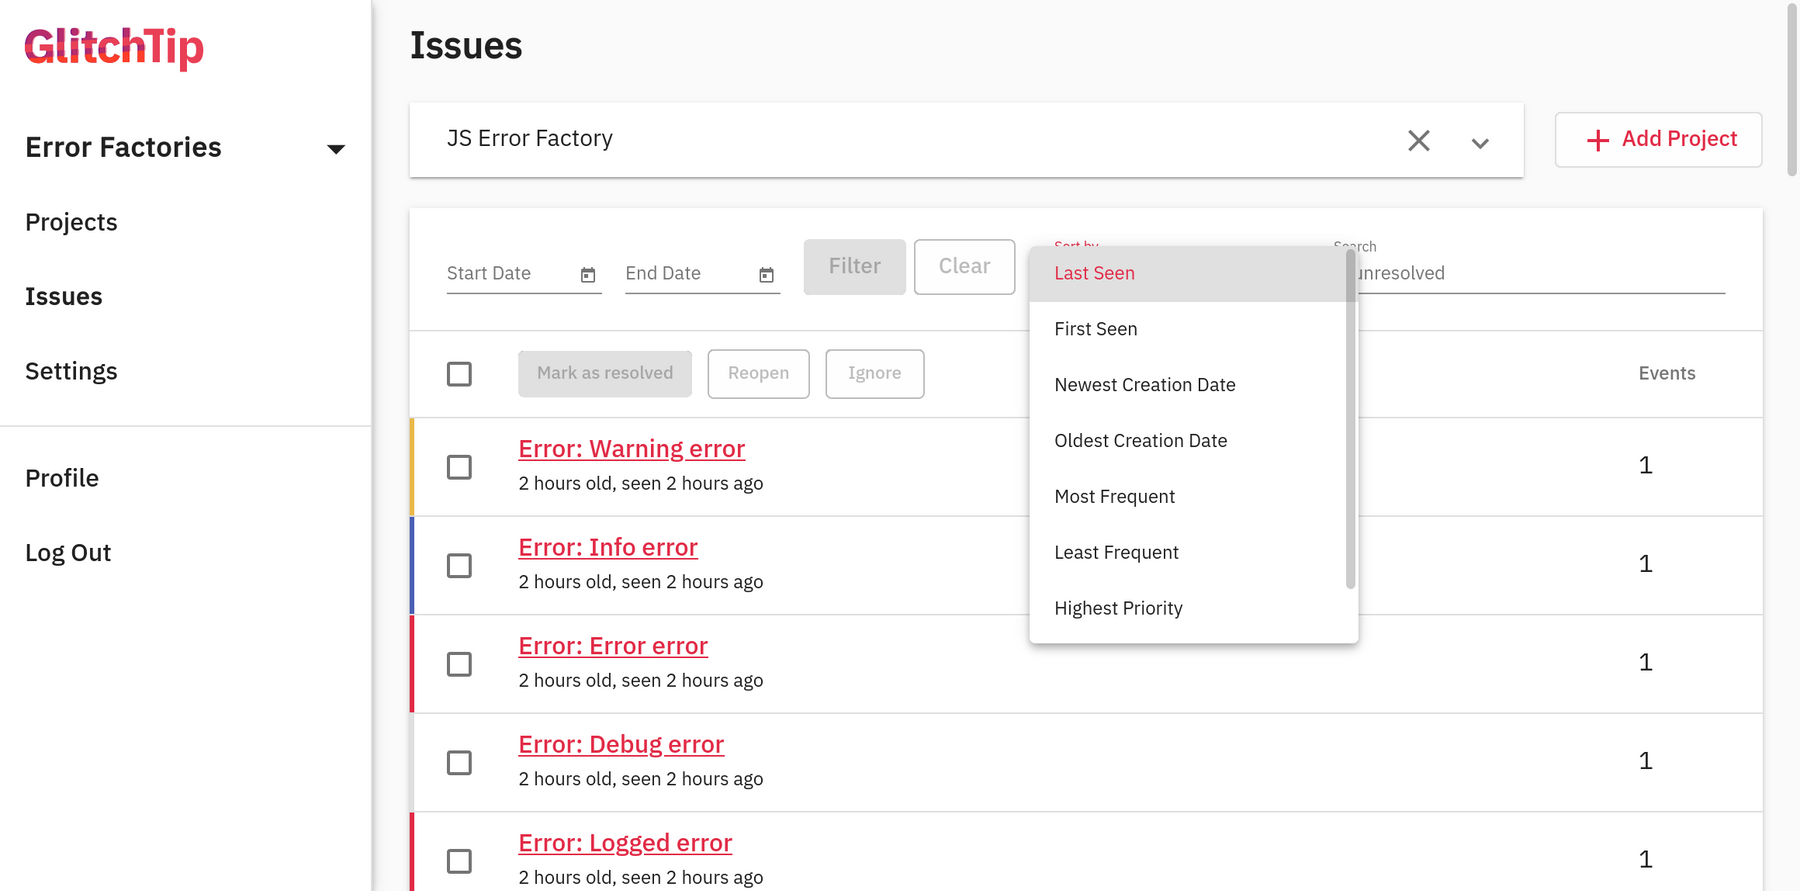 GlitchTip
Error Factories
Projects
Issues
Settings
Profile
Log Out
Issues
JS Error Factory
Add Project
Start Date
End Date
Filter
Clear
Sort by
Search
unresolved
Last Seen
First Seen
Newest Creation Date
Oldest Creation Date
Most Frequent
Least Frequent
Highest Priority
Mark as resolved
Reopen
Ignore
Events
Error: Warning error
2 hours old, seen 2 hours ago
1
Error: Info error
2 hours old, seen 2 hours ago
1
Error: Error error
2 hours old, seen 2 hours ago
1
Error: Debug error
2 hours old, seen 2 hours ago
1
Error: Logged error
2 hours old, seen 2 hours ago
1